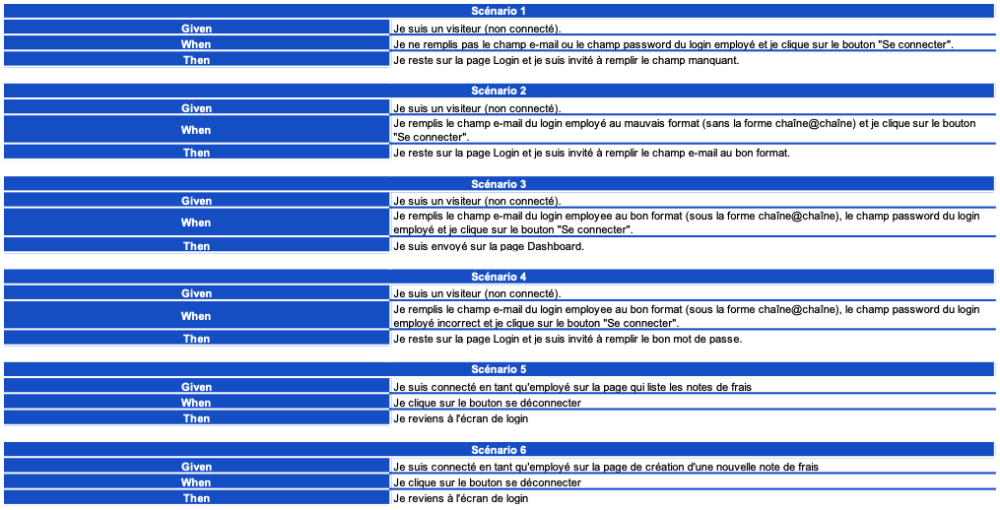 Scénario 1
Given Je suis un visiteur (non connecté).
When Je ne remplis pas le champ e-mail ou le champ password du login employé et je clique sur le bouton "Se connecter".
Then Je reste sur la page Login et je suis invité à remplir le champ manquant.
Scénario 2
Given Je suis un visiteur (non connecté).
When Je remplis le champ e-mail du login employé au mauvais format (sans la forme chaîne@chaîne) et je clique sur le bouton
"Se connecter".
Then Je reste sur la page Login et je suis invité à remplir le champ e-mail au bon format.
Scénario 3
Given Je suis un visiteur (non connecté).
When Je remplis le champ e-mail du login employee au bon format (sous la forme chaîne@chaîne), le champ password du login
employé et je clique sur le bouton "Se connecter".
Then Je suis envoyé sur la page Dashboard.
Scénario 4
Given Je suis un visiteur (non connecté).
When Je remplis le champ e-mail du login employee au bon format (sous la forme chaîne@chaîne), le champ password du login
employé incorrect et je clique sur le bouton "Se connecter".
Then Je reste sur la page Login et je suis invité à remplir le bon mot de passe.
Scénario 5
Given Je suis connecté en tant qu'employé sur la page qui liste les notes de frais
When Je clique sur le bouton se déconnecter
Then Je reviens à l'écran de login
Scénario 6
Given Je suis connecté en tant qu'employé sur la page de création d'une nouvelle note de frais
When Je clique sur le bouton se déconnecter
Then Je reviens à l'écran de login